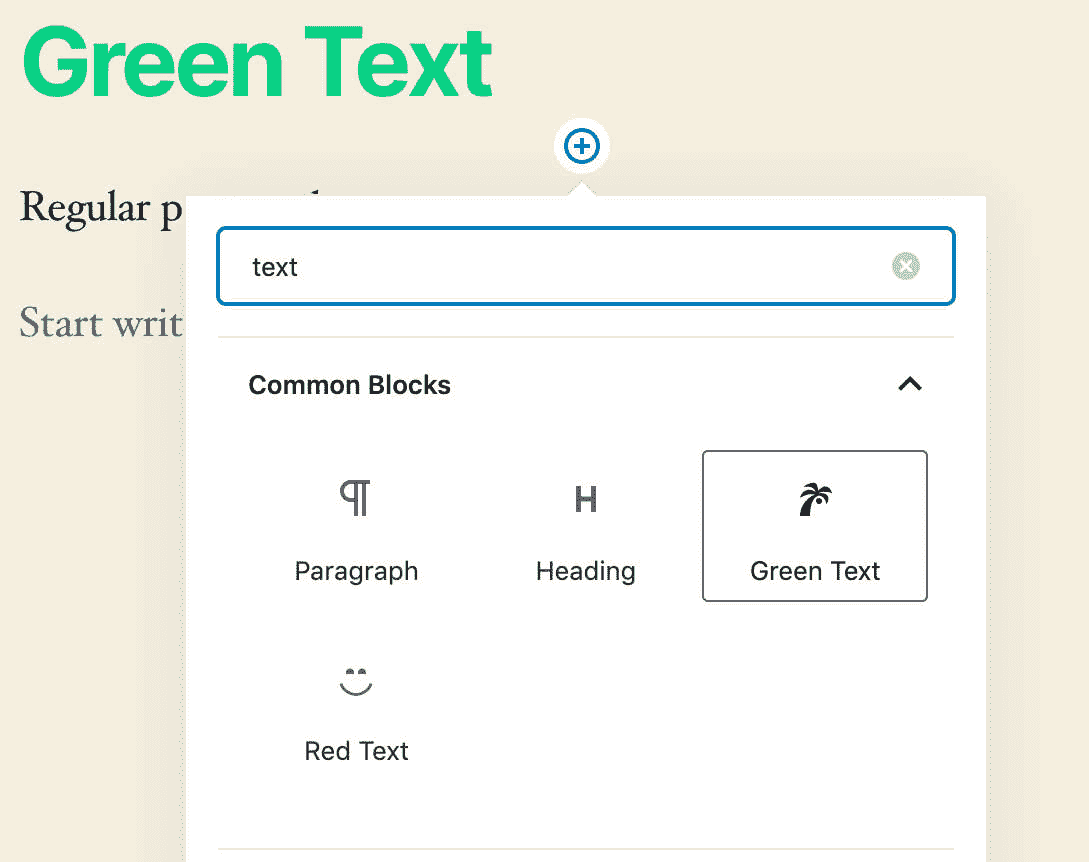 Green Text
Regular p
Start writ
text
Common Blocks
Paragraph
Heading
Green Text
Red Text